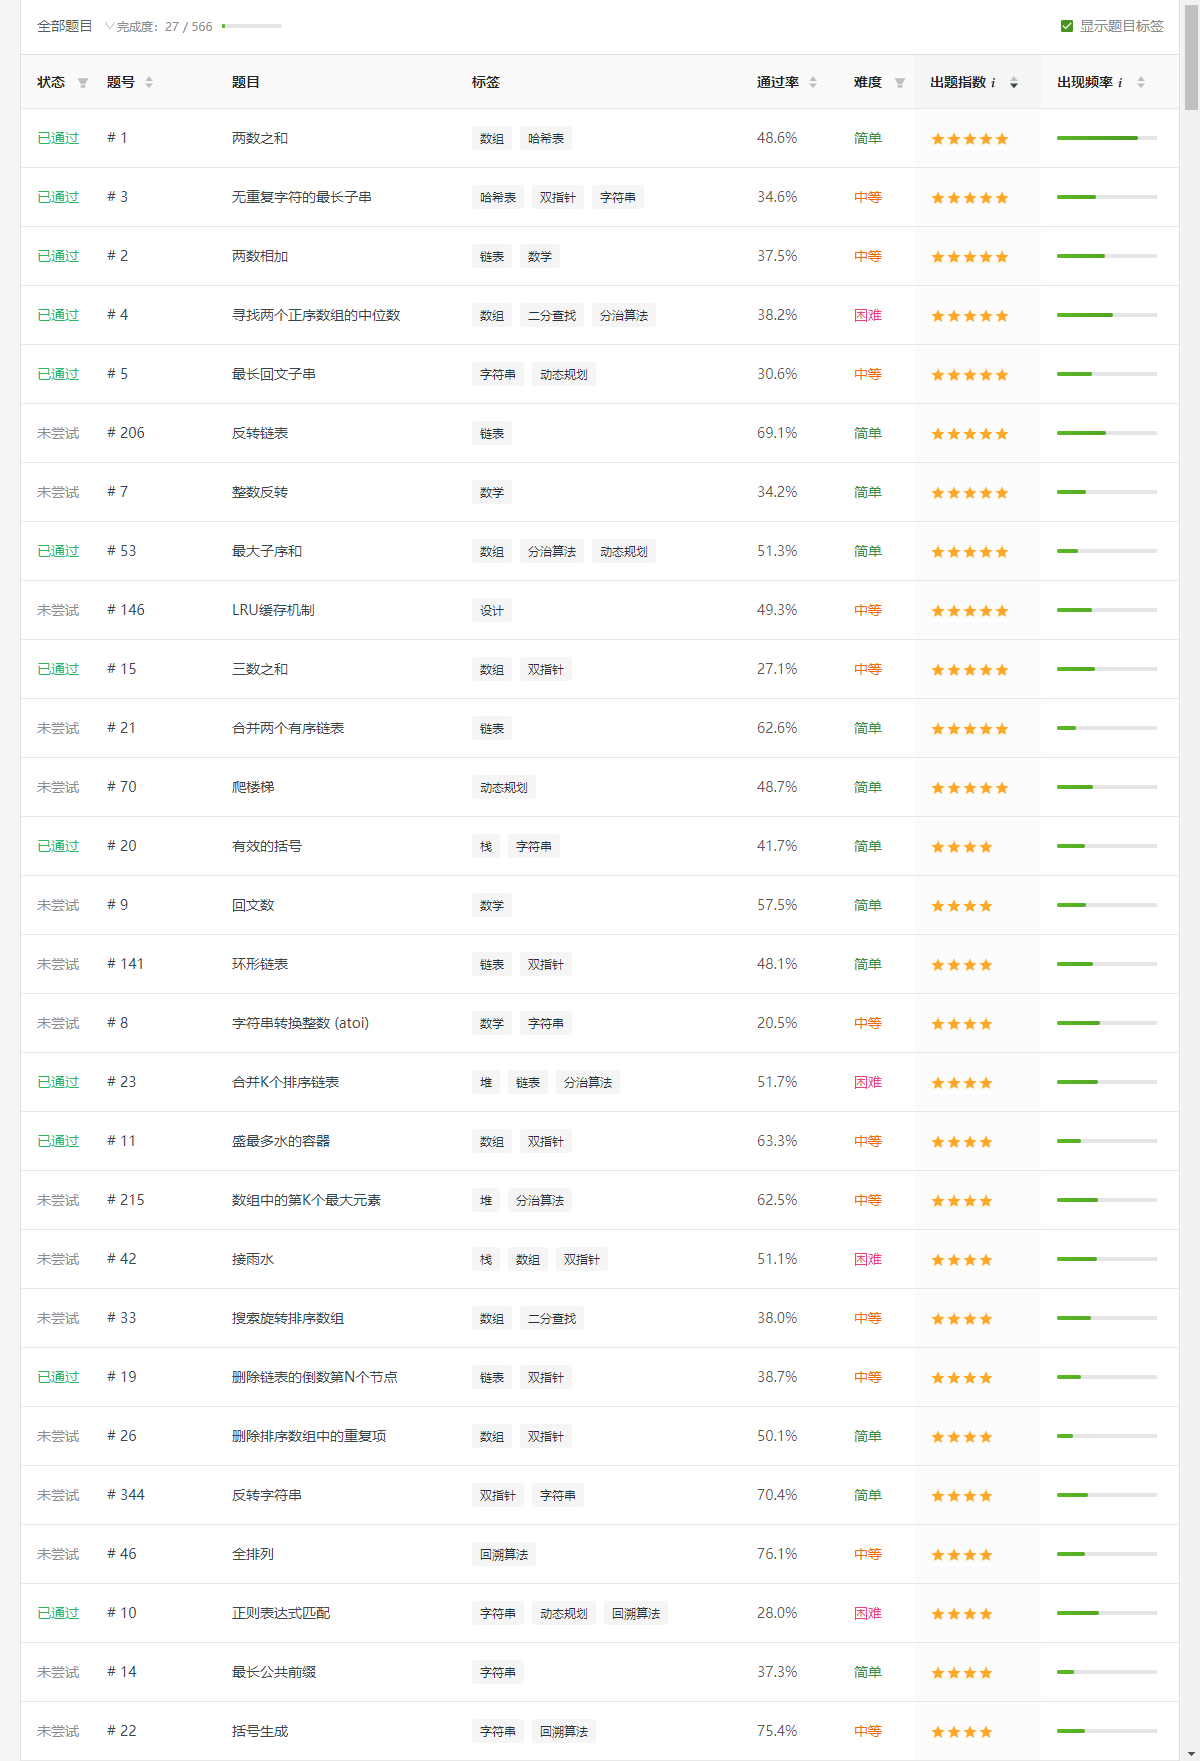 全部题目 完成度：27 / 566 显示题目标签
状态 题号 题目 标签 通过率 难度 出题指数 i 出现频率 i
已通过 # 1 两数之和 数组 哈希表 48.6% 简单
已通过 # 3 无重复字符的最长子串 哈希表 双指针 字符串 34.6% 中等
已通过 # 2 两数相加 链表 数学 37.5% 中等
已通过 # 4 寻找两个正序数组的中位数 数组 二分查找 分治算法 38.2% 困难
已通过 # 5 最长回文子串 字符串 动态规划 30.6% 中等
未尝试 # 206 反转链表 链表 69.1% 简单
未尝试 # 7 整数反转 数学 34.2% 简单
已通过 # 53 最大子序和 数组 分治算法 动态规划 51.3% 简单
未尝试 # 146 LRU缓存机制 设计 49.3% 中等
已通过 # 15 三数之和 数组 双指针 27.1% 中等
未尝试 # 21 合并两个有序链表 链表 62.6% 简单
未尝试 # 70 爬楼梯 动态规划 48.7% 简单
已通过 # 20 有效的括号 栈 字符串 41.7% 简单
未尝试 # 9 回文数 数学 57.5% 简单
未尝试 # 141 环形链表 链表 双指针 48.1% 简单
未尝试 # 8 字符串转换整数 (atoi) 数学 字符串 20.5% 中等
已通过 # 23 合并K个排序链表 堆 链表 分治算法 51.7% 困难
已通过 # 11 盛最多水的容器 数组 双指针 63.3% 中等
未尝试 # 215 数组中的第K个最大元素 堆 分治算法 62.5% 中等
未尝试 # 42 接雨水 栈 数组 双指针 51.1% 困难
未尝试 # 33 搜索旋转排序数组 数组 二分查找 38.0% 中等
已通过 # 19 删除链表的倒数第N个节点 链表 双指针 38.7% 中等
未尝试 # 26 删除排序数组中的重复项 数组 双指针 50.1% 简单
未尝试 # 344 反转字符串 双指针 字符串 70.4% 简单
未尝试 # 46 全排列 回溯算法 76.1% 中等
已通过 # 10 正则表达式匹配 字符串 动态规划 回溯算法 28.0% 困难
未尝试 # 14 最长公共前缀 字符串 37.3% 简单
未尝试 # 22 括号生成 字符串 回溯算法 75.4% 中等